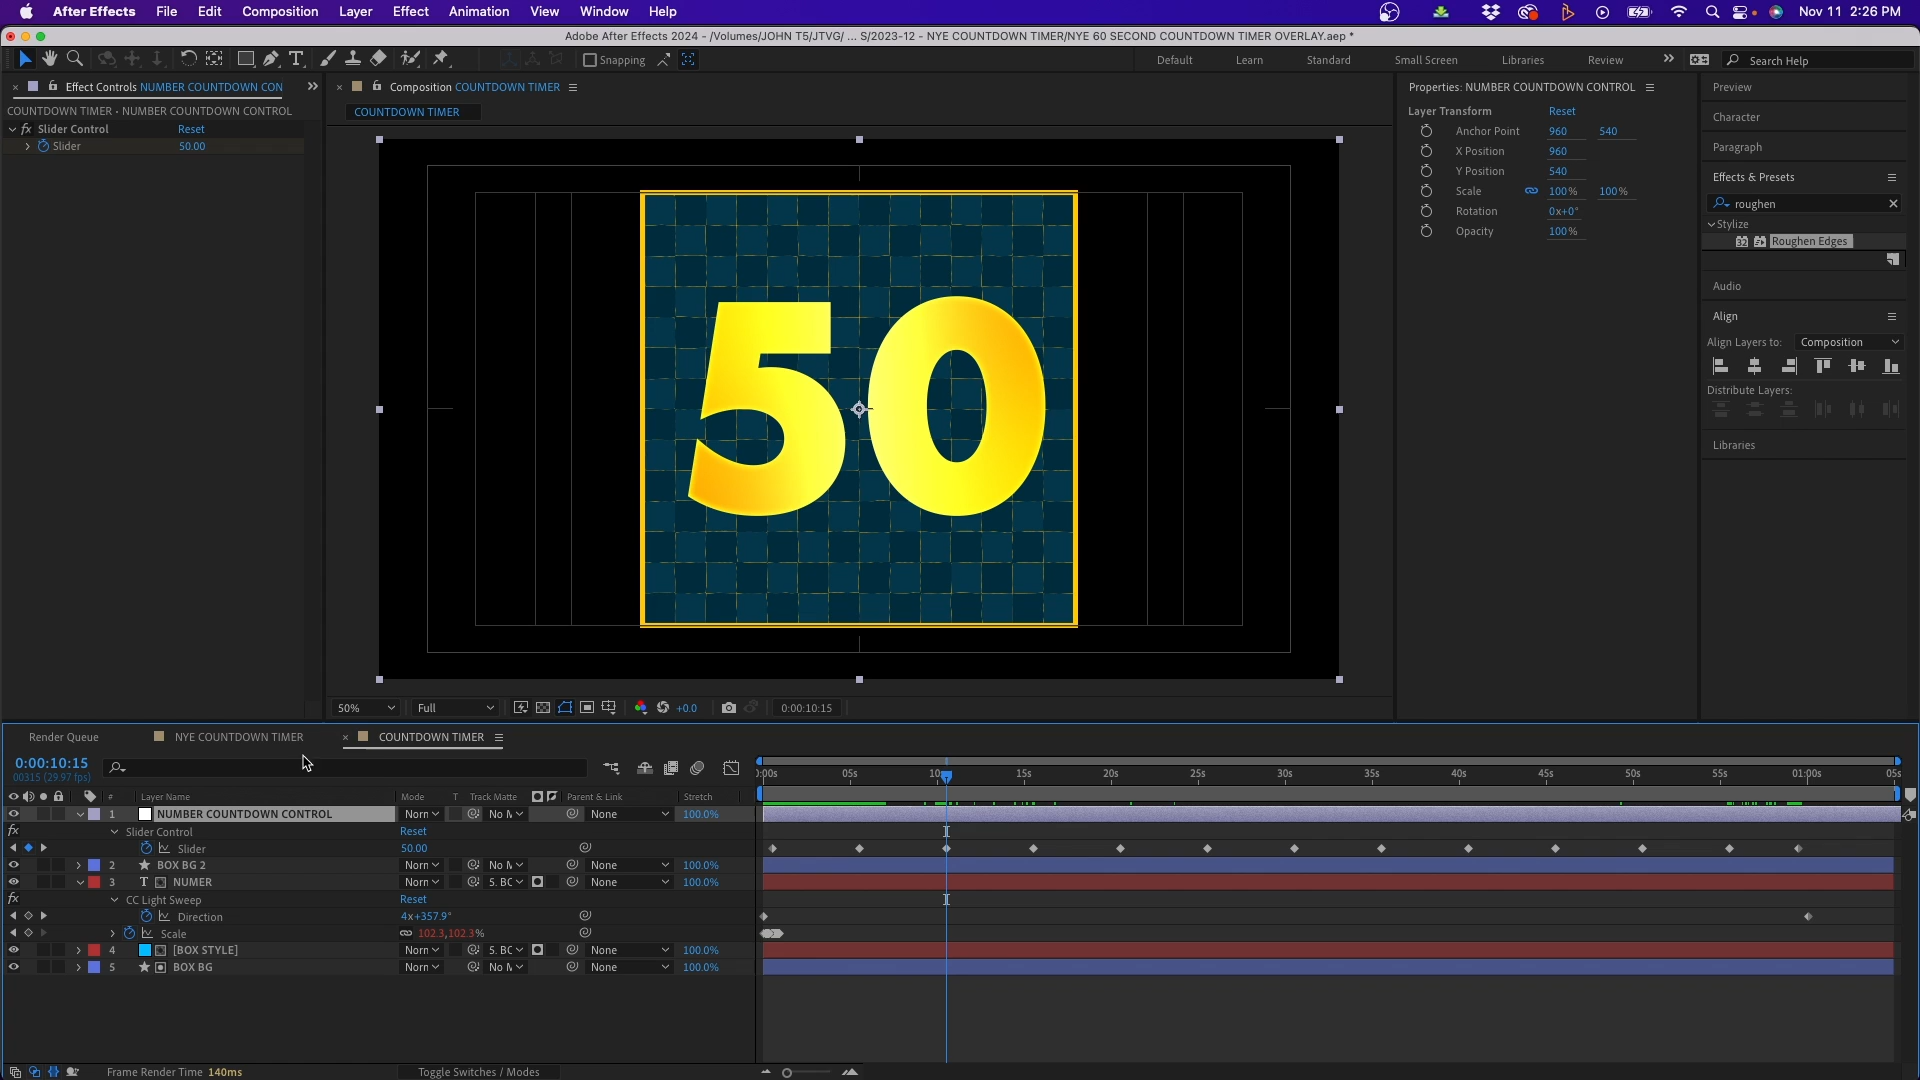 After Effects File Edit Composition Layer Effect Animation View Window Help Nov 11 2:26 PM
Adobe After Effects 2024 - /Volumes/JOHN T5/JTVG/ ... S/2023-12 - NYE COUNTDOWN TIMER/NYE 60 SECOND COUNTDOWN TIMER OVERLAY.aep *
Snapping Default Learn Standard Small Screen Libraries Review Search Help
Effect Controls NUMBER COUNTDOWN CON
COUNTDOWN TIMER • NUMBER COUNTDOWN CONTROL
fx Slider Control Reset
Slider 50.00
Composition COUNTDOWN TIMER
COUNTDOWN TIMER
50
50% Full +0.0 0:00:10:15
Properties: NUMBER COUNTDOWN CONTROL
Layer Transform Reset
Anchor Point 960 540
X Position 960
Y Position 540
Scale 100% 100%
Rotation 0x+0°
Opacity 100%
Preview
Character
Paragraph
Effects & Presets
roughen
Stylize
32 Roughen Edges
Audio
Align
Align Layers to: Composition
Distribute Layers:
Libraries
Render Queue NYE COUNTDOWN TIMER COUNTDOWN TIMER
0:00:10:15
00315 (29.97 fps)
:00s 05s 10s 15s 20s 25s 30s 35s 40s 45s 50s 55s 01:00s 05s
# Layer Name Mode T Track Matte Parent & Link Stretch
1 NUMBER COUNTDOWN CONTROL Norn No M None 100.0%
fx Slider Control Reset
Slider 50.00
2 BOX BG 2 Norn No M None 100.0%
3 T NUMER Norn 5. BC None 100.0%
fx CC Light Sweep Reset
Direction 4x+357.9°
Scale 102.3,102.3%
4 [BOX STYLE] Norn 5. BC None 100.0%
5 BOX BG Norn No M None 100.0%
Frame Render Time 140ms Toggle Switches / Modes